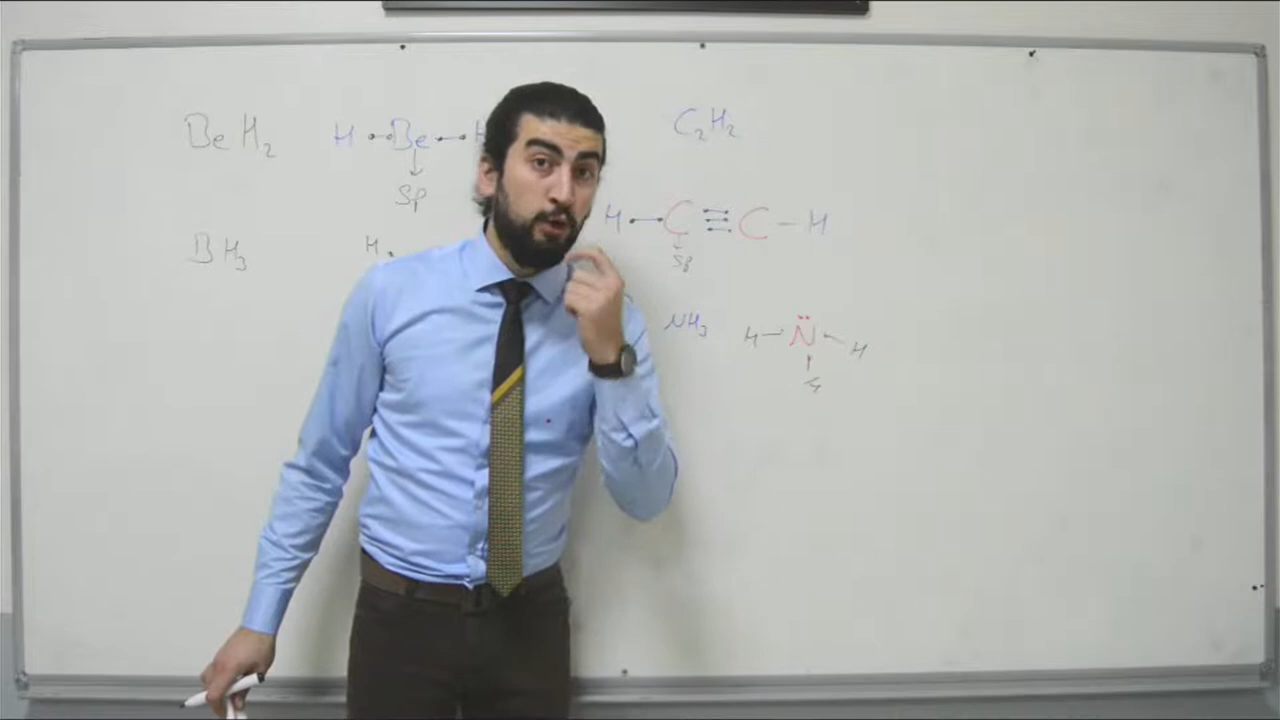 BeH₂
H Be H
Sp
BH₃
H
C₂H₂
H — C ≡ C — H
Sp
NH₃
H — N̈ — H
H